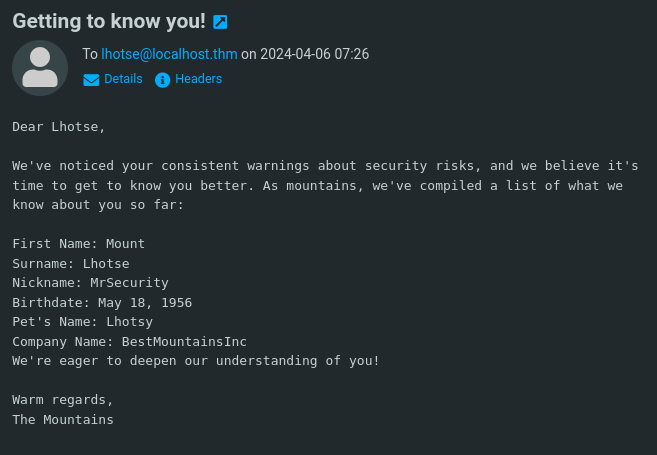 Getting to know you!
To lhotse@localhost.thm on 2024-04-06 07:26
Details Headers
Dear Lhotse,
We've noticed your consistent warnings about security risks, and we believe it's
time to get to know you better. As mountains, we've compiled a list of what we
know about you so far:
First Name: Mount
Surname: Lhotse
Nickname: MrSecurity
Birthdate: May 18, 1956
Pet's Name: Lhotsy
Company Name: BestMountainsInc
We're eager to deepen our understanding of you!
Warm regards,
The Mountains